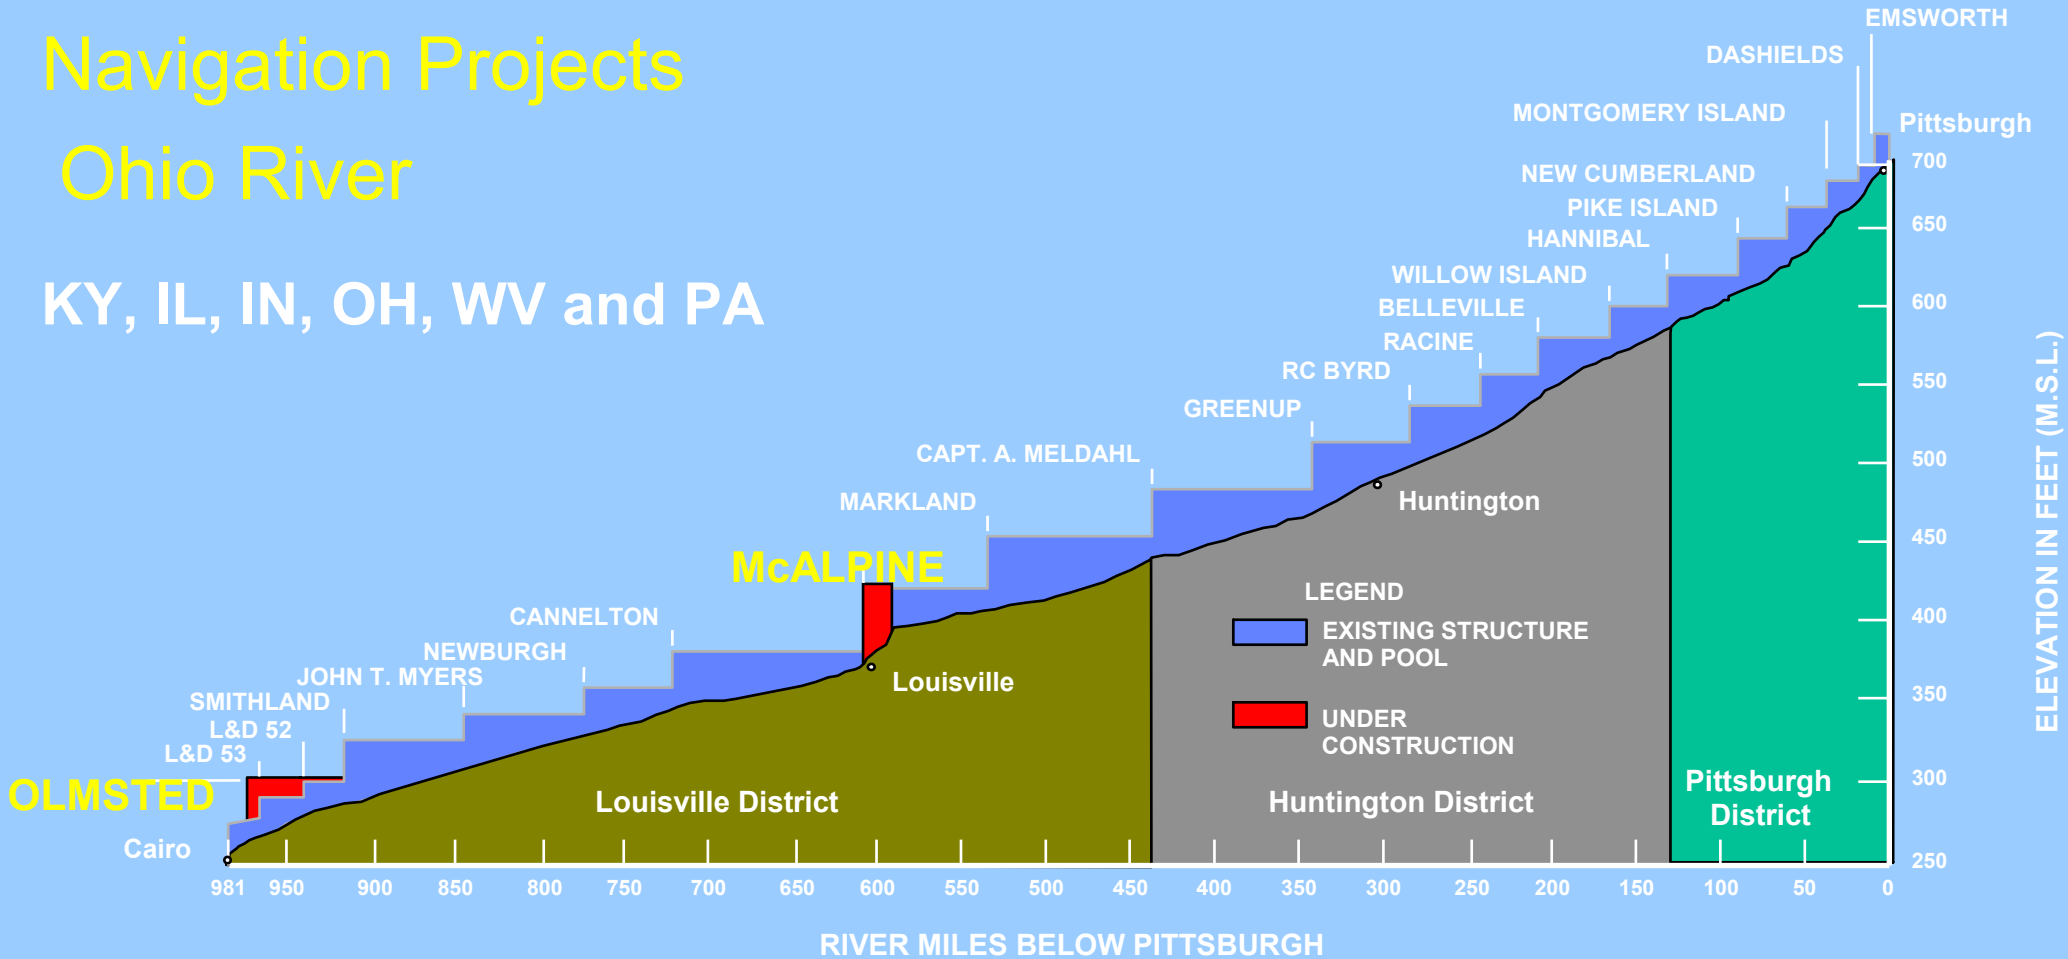 Navigation Projects
Ohio River
KY, IL, IN, OH, WV and PA
EMSWORTH
DASHIELDS
MONTGOMERY ISLAND
Pittsburgh
NEW CUMBERLAND
PIKE ISLAND
HANNIBAL
WILLOW ISLAND
BELLEVILLE
RACINE
RC BYRD
GREENUP
CAPT. A. MELDAHL
MARKLAND
McALPINE
CANNELTON
NEWBURGH
JOHN T. MYERS
SMITHLAND
L&D 52
L&D 53
OLMSTED
Cairo
Louisville
Huntington
LEGEND
EXISTING STRUCTURE
AND POOL
UNDER
CONSTRUCTION
Louisville District
Huntington District
Pittsburgh
District
700
650
600
550
500
450
400
350
300
250
ELEVATION IN FEET (M.S.L.)
981 950 900 850 800 750 700 650 600 550 500 450 400 350 300 250 200 150 100 50 0
RIVER MILES BELOW PITTSBURGH